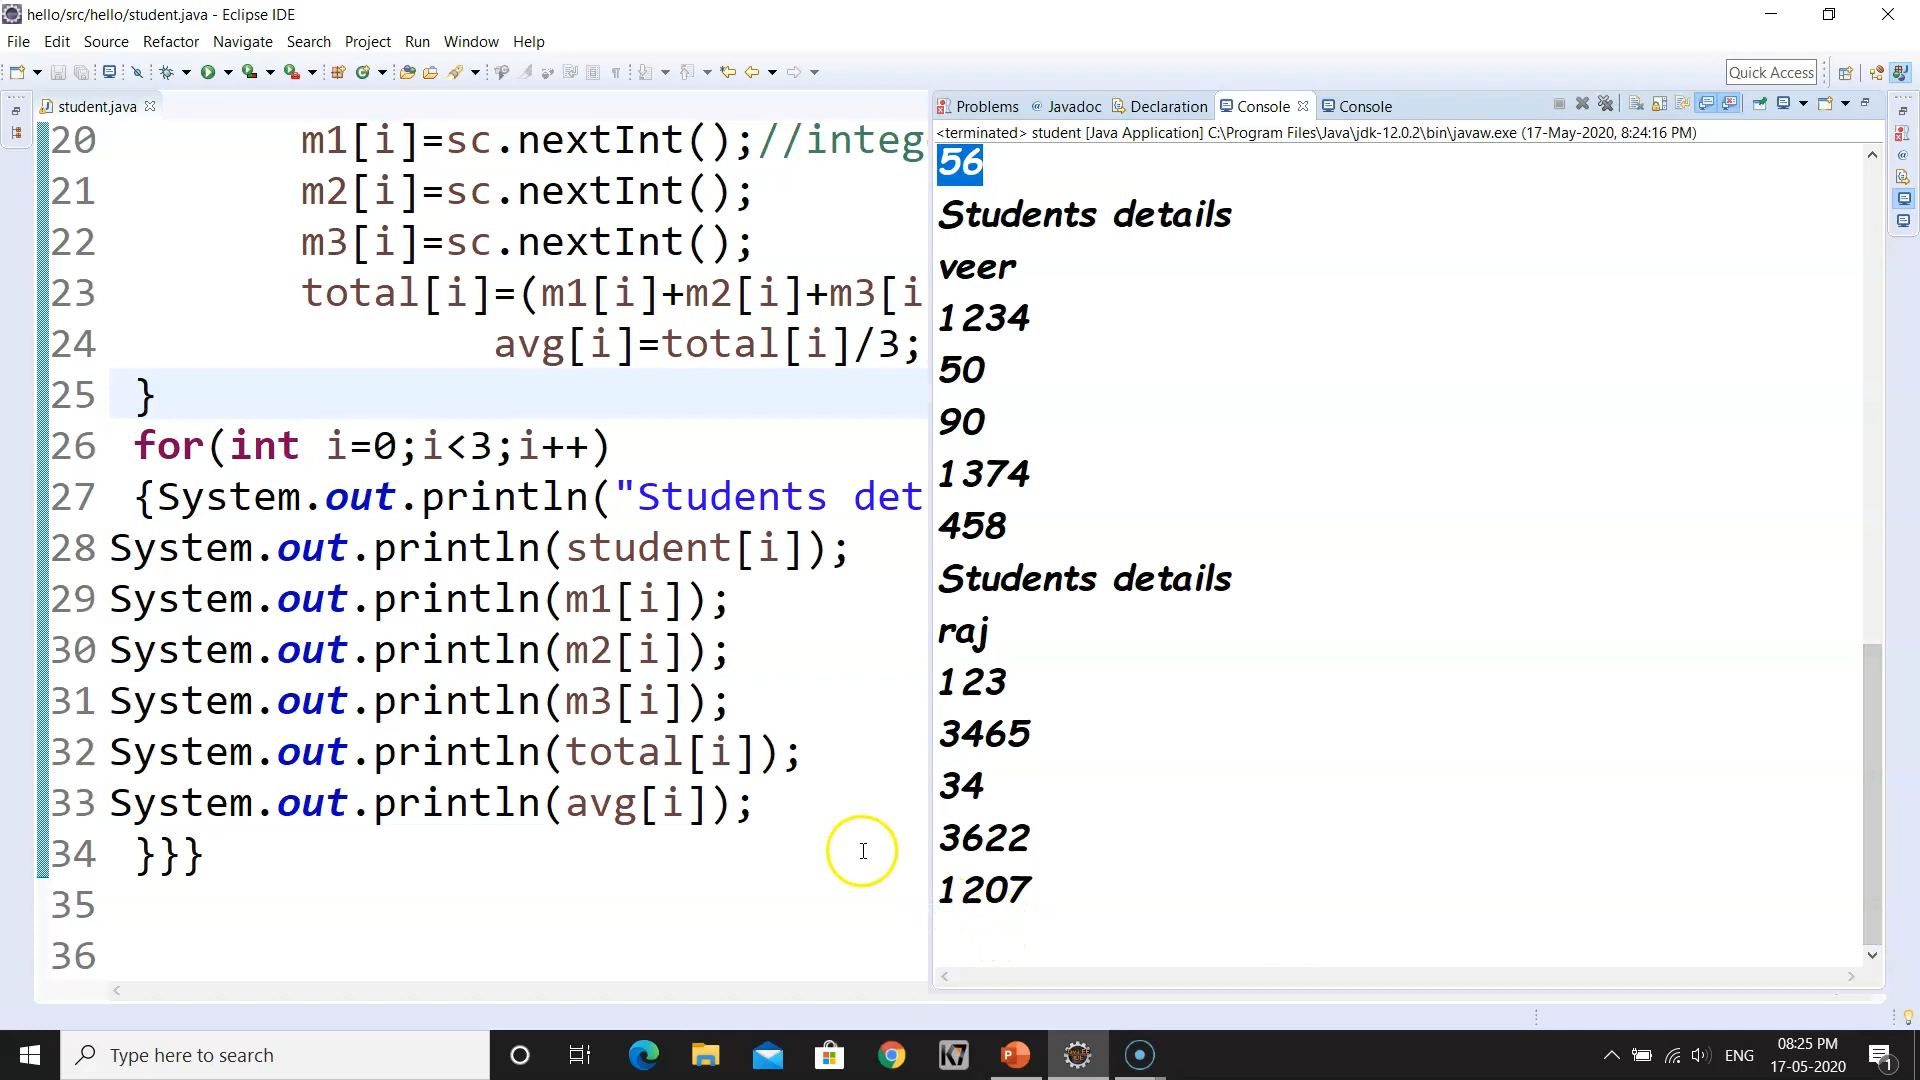 hello/src/hello/student.java - Eclipse IDE
File Edit Source Refactor Navigate Search Project Run Window Help
Quick Access
student.java
Problems Javadoc Declaration Console Console
<terminated> student [Java Application] C:\Program Files\Java\jdk-12.0.2\bin\javaw.exe (17-May-2020, 8:24:16 PM)
20 m1[i]=sc.nextInt();//integ
21 m2[i]=sc.nextInt();
22 m3[i]=sc.nextInt();
23 total[i]=(m1[i]+m2[i]+m3[i
24 avg[i]=total[i]/3;
25 }
26 for(int i=0;i<3;i++)
27 {System.out.println("Students det
28 System.out.println(student[i]);
29 System.out.println(m1[i]);
30 System.out.println(m2[i]);
31 System.out.println(m3[i]);
32 System.out.println(total[i]);
33 System.out.println(avg[i]);
34 }}}
35
36
56
Students details
veer
1234
50
90
1374
458
Students details
raj
123
3465
34
3622
1207
Type here to search
ENG
08:25 PM
17-05-2020
1